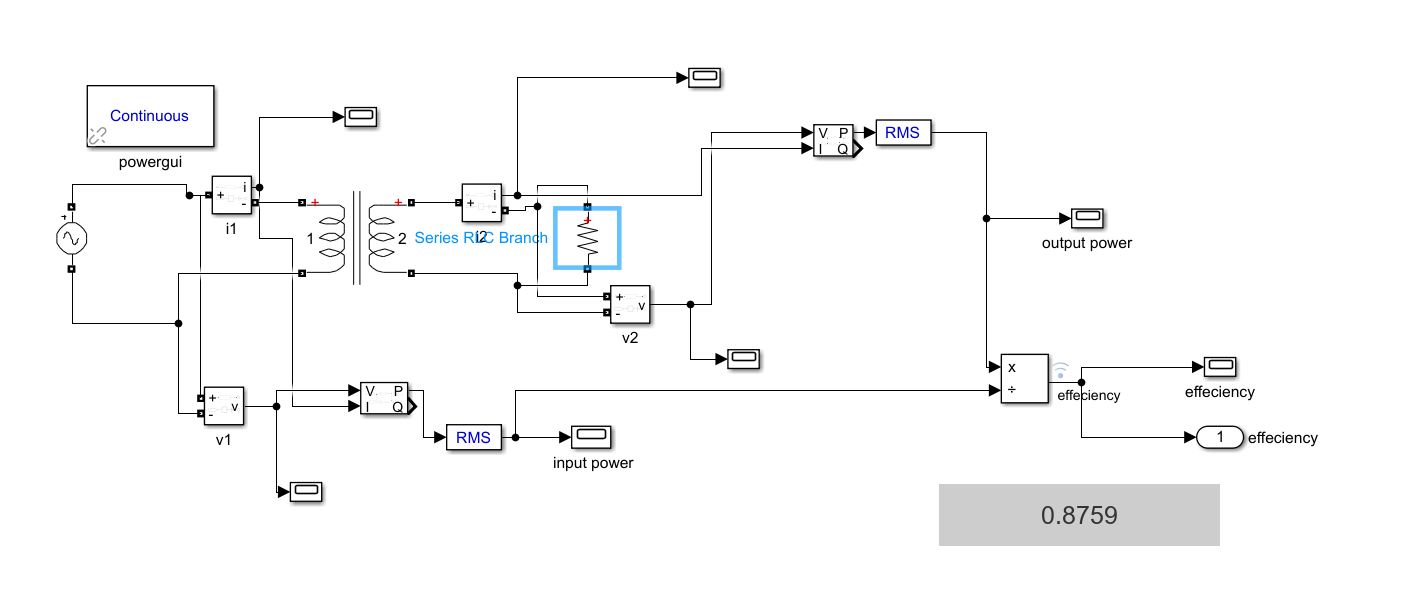 Continuous
powergui
i
+
-
i1
+
1
+
2
Series RLC Branch
i
+
-
i2
+
+
-
v
v2
V P
I Q
RMS
output power
+
-
v
v1
V P
I Q
RMS
input power
x
÷
effeciency
effeciency
1
effeciency
0.8759